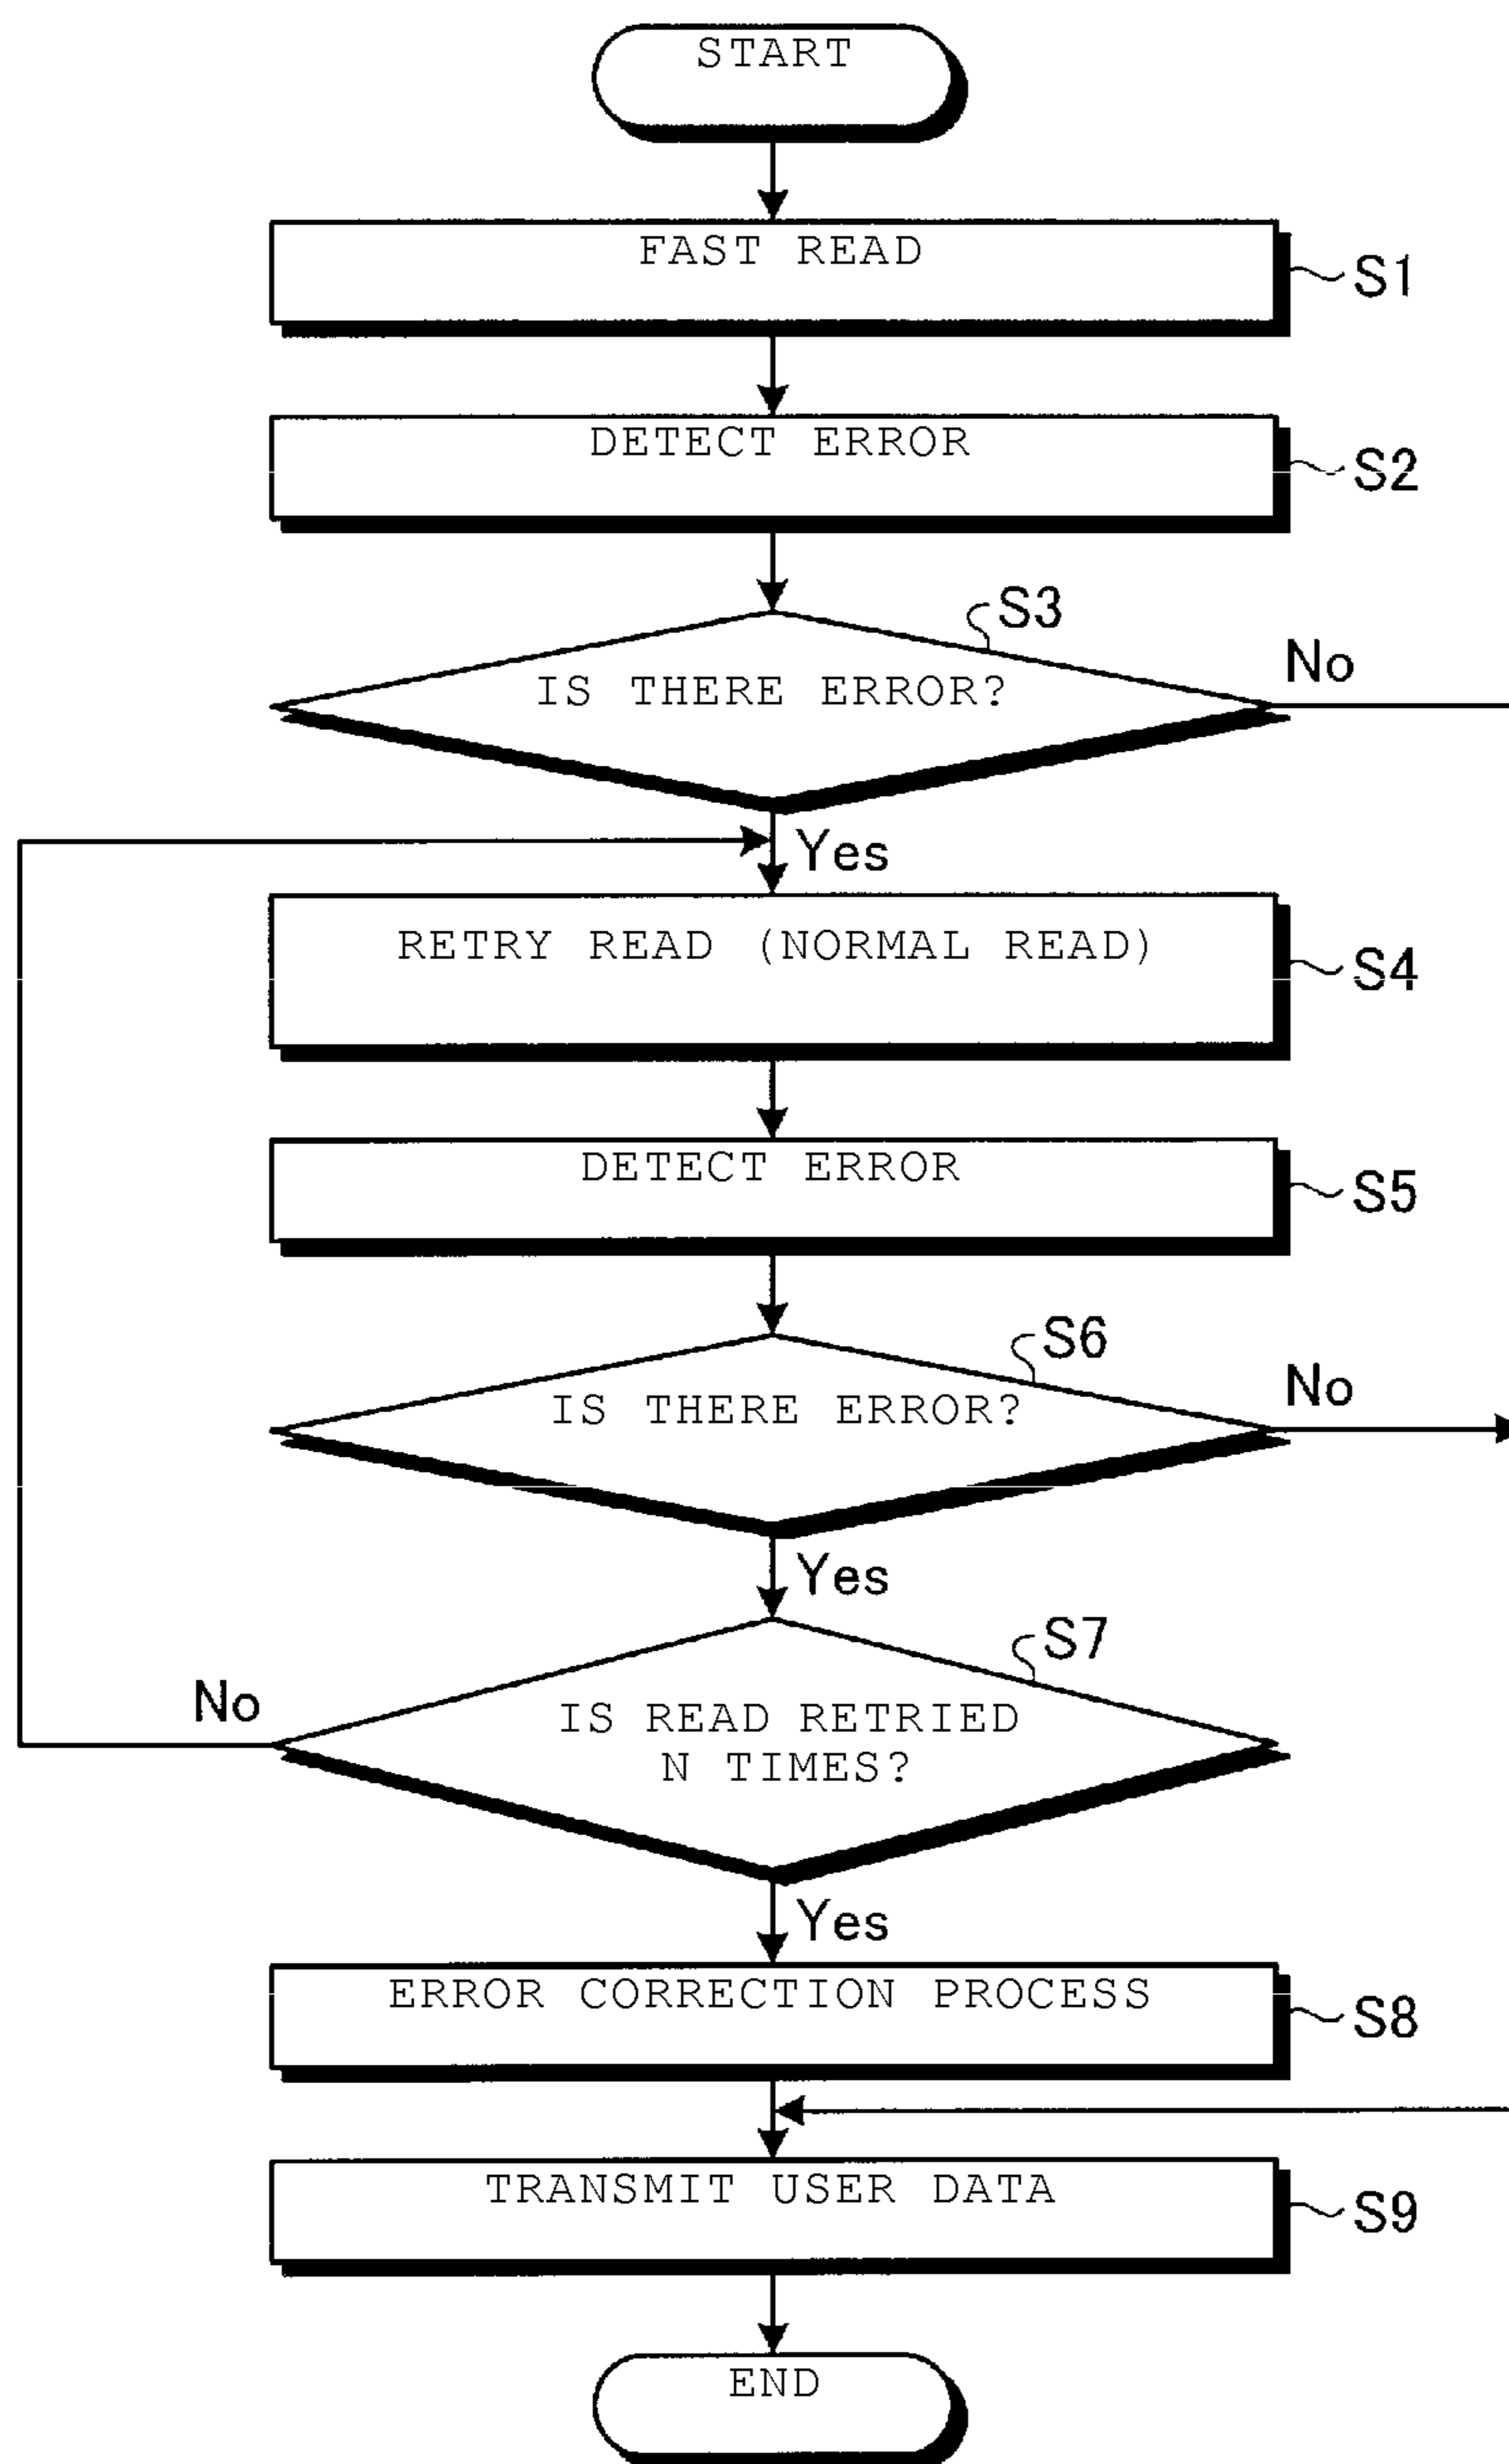 START
FAST READ
S1
DETECT ERROR
S2
S3
IS THERE ERROR?
No
Yes
RETRY READ (NORMAL READ)
S4
DETECT ERROR
S5
S6
IS THERE ERROR?
No
Yes
S7
No
IS READ RETRIED
N TIMES?
Yes
ERROR CORRECTION PROCESS
S8
TRANSMIT USER DATA
S9
END